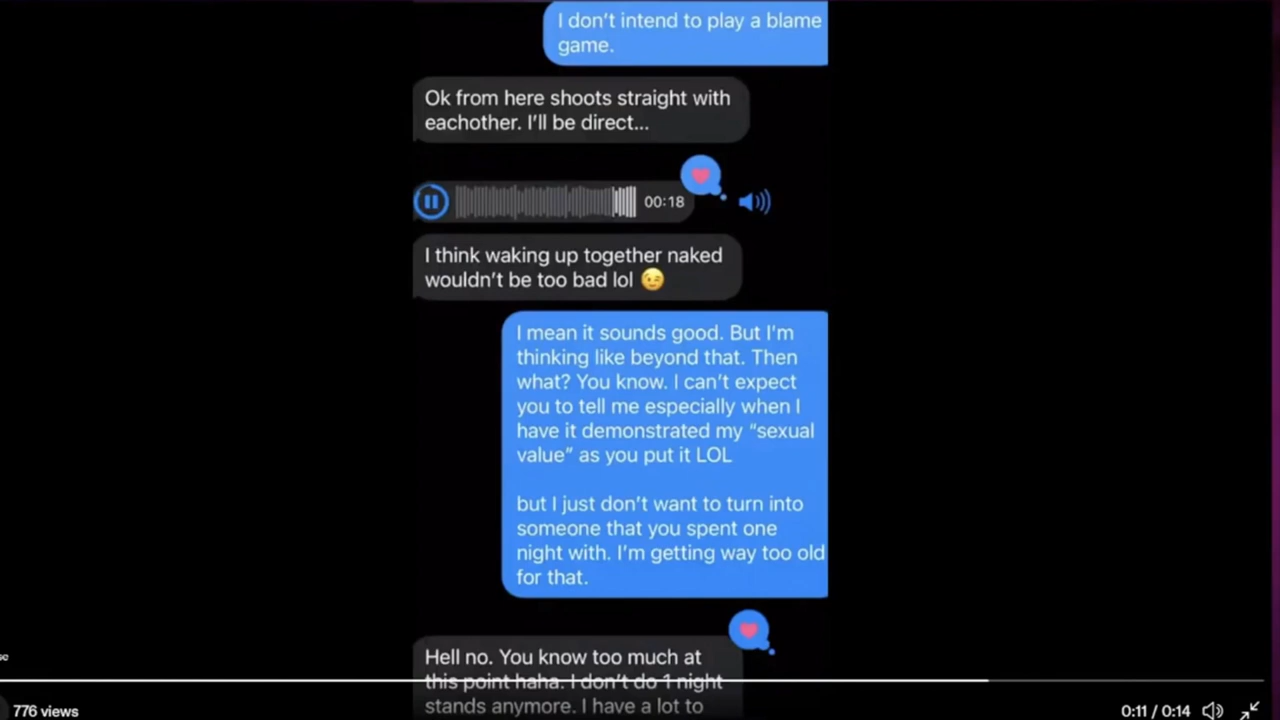 I don't intend to play a blame
game.
Ok from here shoots straight with
eachother. I'll be direct...
00:18
I think waking up together naked
wouldn't be too bad lol 😉
I mean it sounds good. But I'm
thinking like beyond that. Then
what? You know. I can't expect
you to tell me especially when I
have it demonstrated my “sexual
value” as you put it LOL
but I just don't want to turn into
someone that you spent one
night with. I'm getting way too old
for that.
Hell no. You know too much at
this point haha. I don't do 1 night
stands anymore. I have a lot to
776 views
0:11 / 0:14